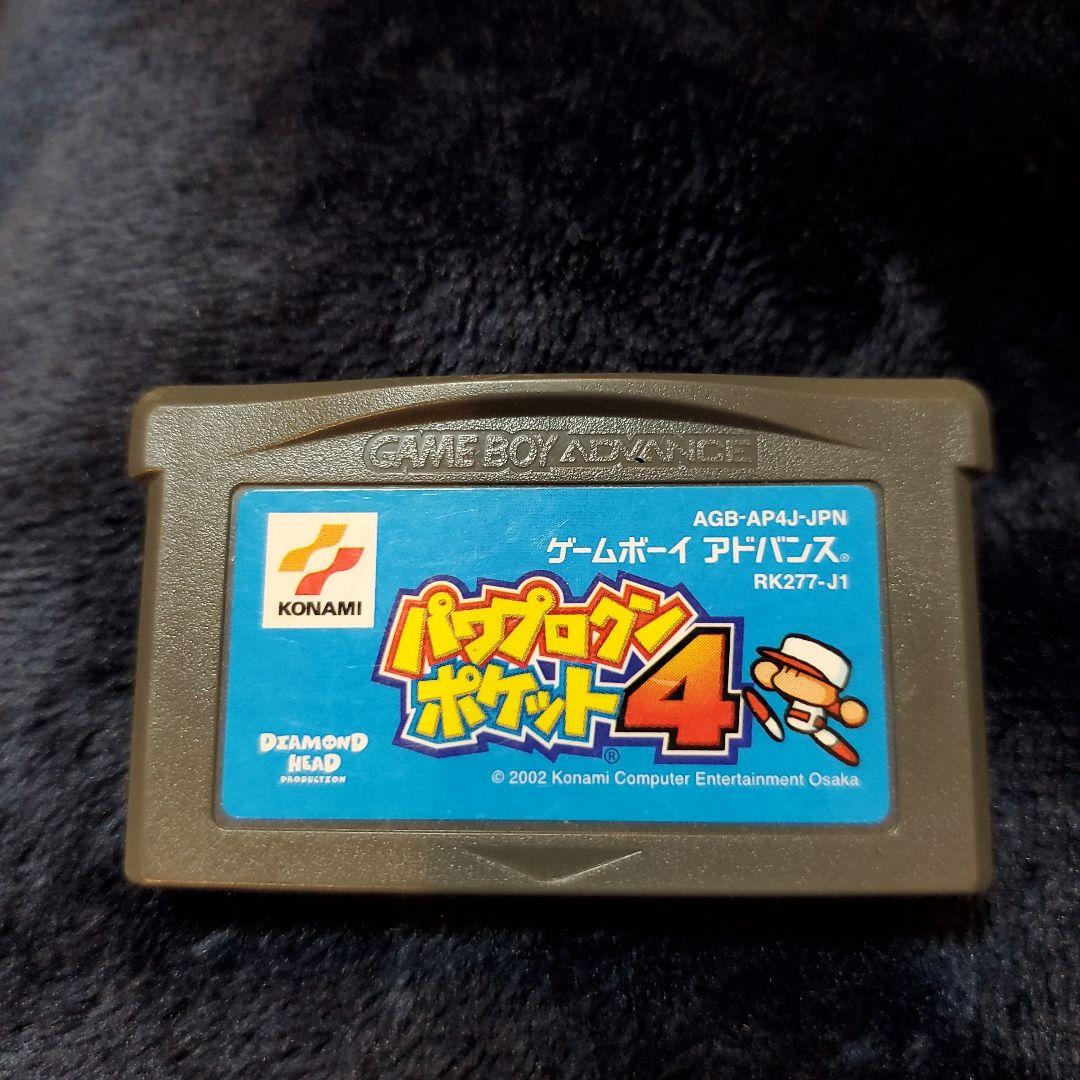 GAME BOY ADVANCE
AGB-AP4J-JPN
ゲームボーイ アドバンス®
RK277-J1
KONAMI
パワプロクン
ポケット4®
DIAMOND
HEAD
PRODUCTION
© 2002 Konami Computer Entertainment Osaka